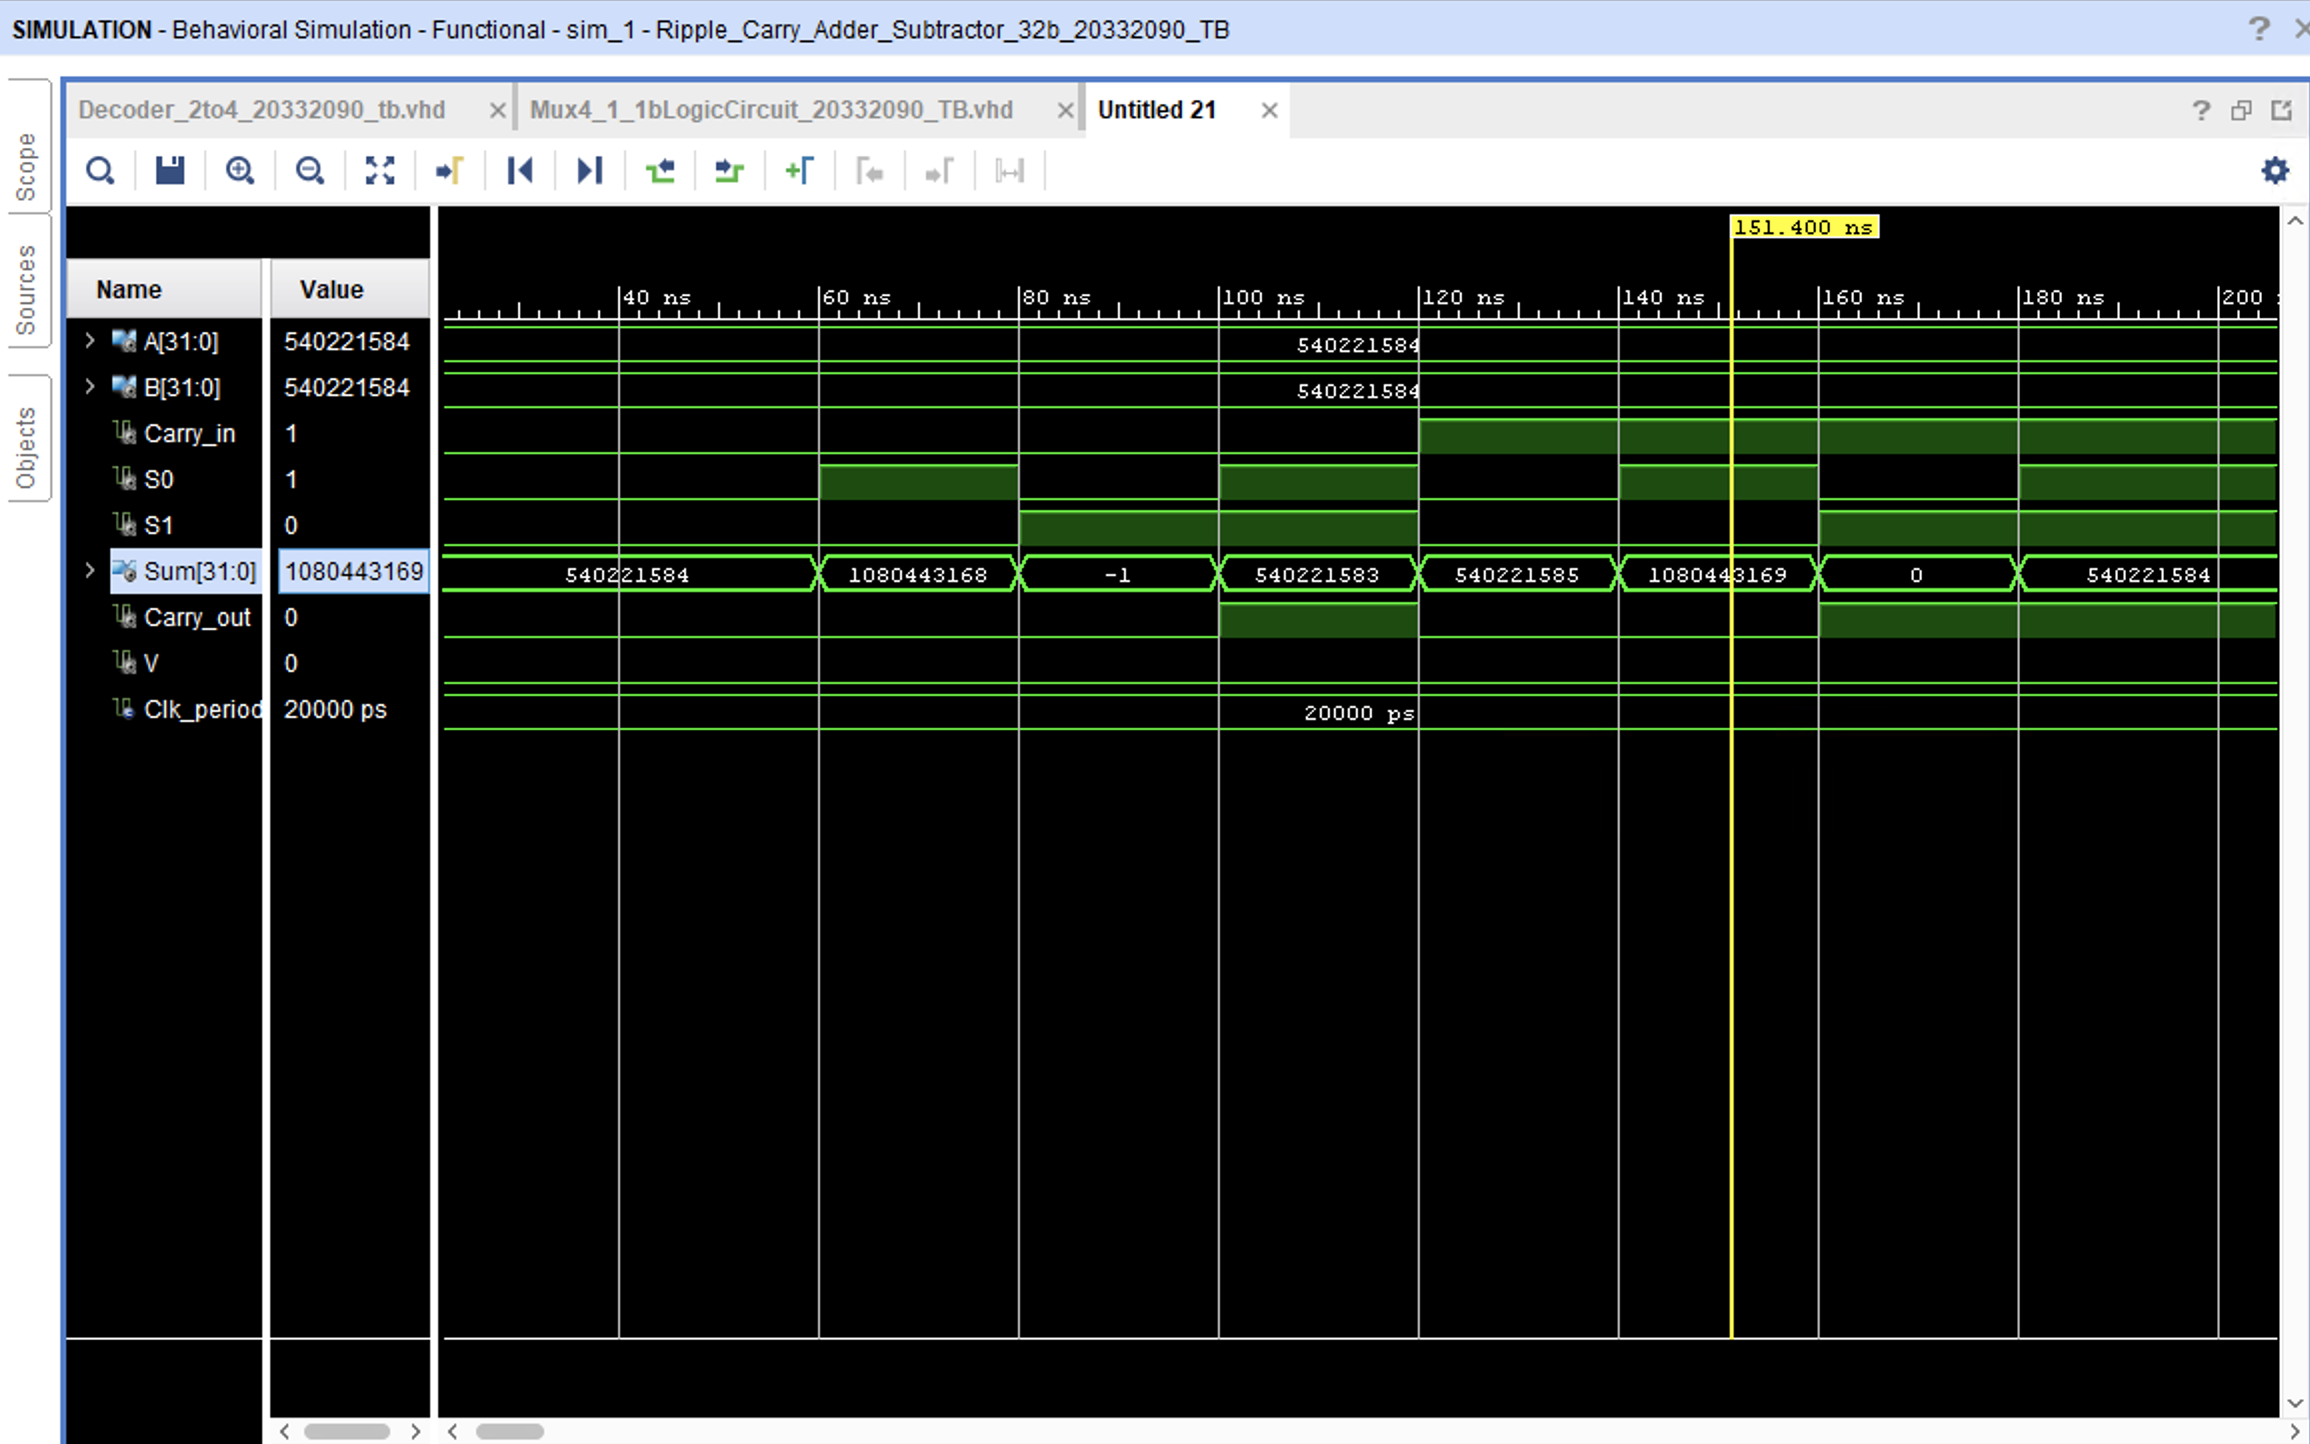 SIMULATION - Behavioral Simulation - Functional - sim_1 - Ripple_Carry_Adder_Subtractor_32b_20332090_TB
Scope
Sources
Objects
Decoder_2to4_20332090_tb.vhd
Mux4_1_1bLogicCircuit_20332090_TB.vhd
Untitled 21
151.400 ns
Name Value
40 ns 60 ns 80 ns 100 ns 120 ns 140 ns 160 ns 180 ns 200
A[31:0] 540221584 540221584
B[31:0] 540221584 540221584
Carry_in 1
S0 1
S1 0
Sum[31:0] 1080443169 540221584 1080443168 -1 540221583 540221585 1080443169 0 540221584
Carry_out 0
V 0
Clk_period 20000 ps 20000 ps